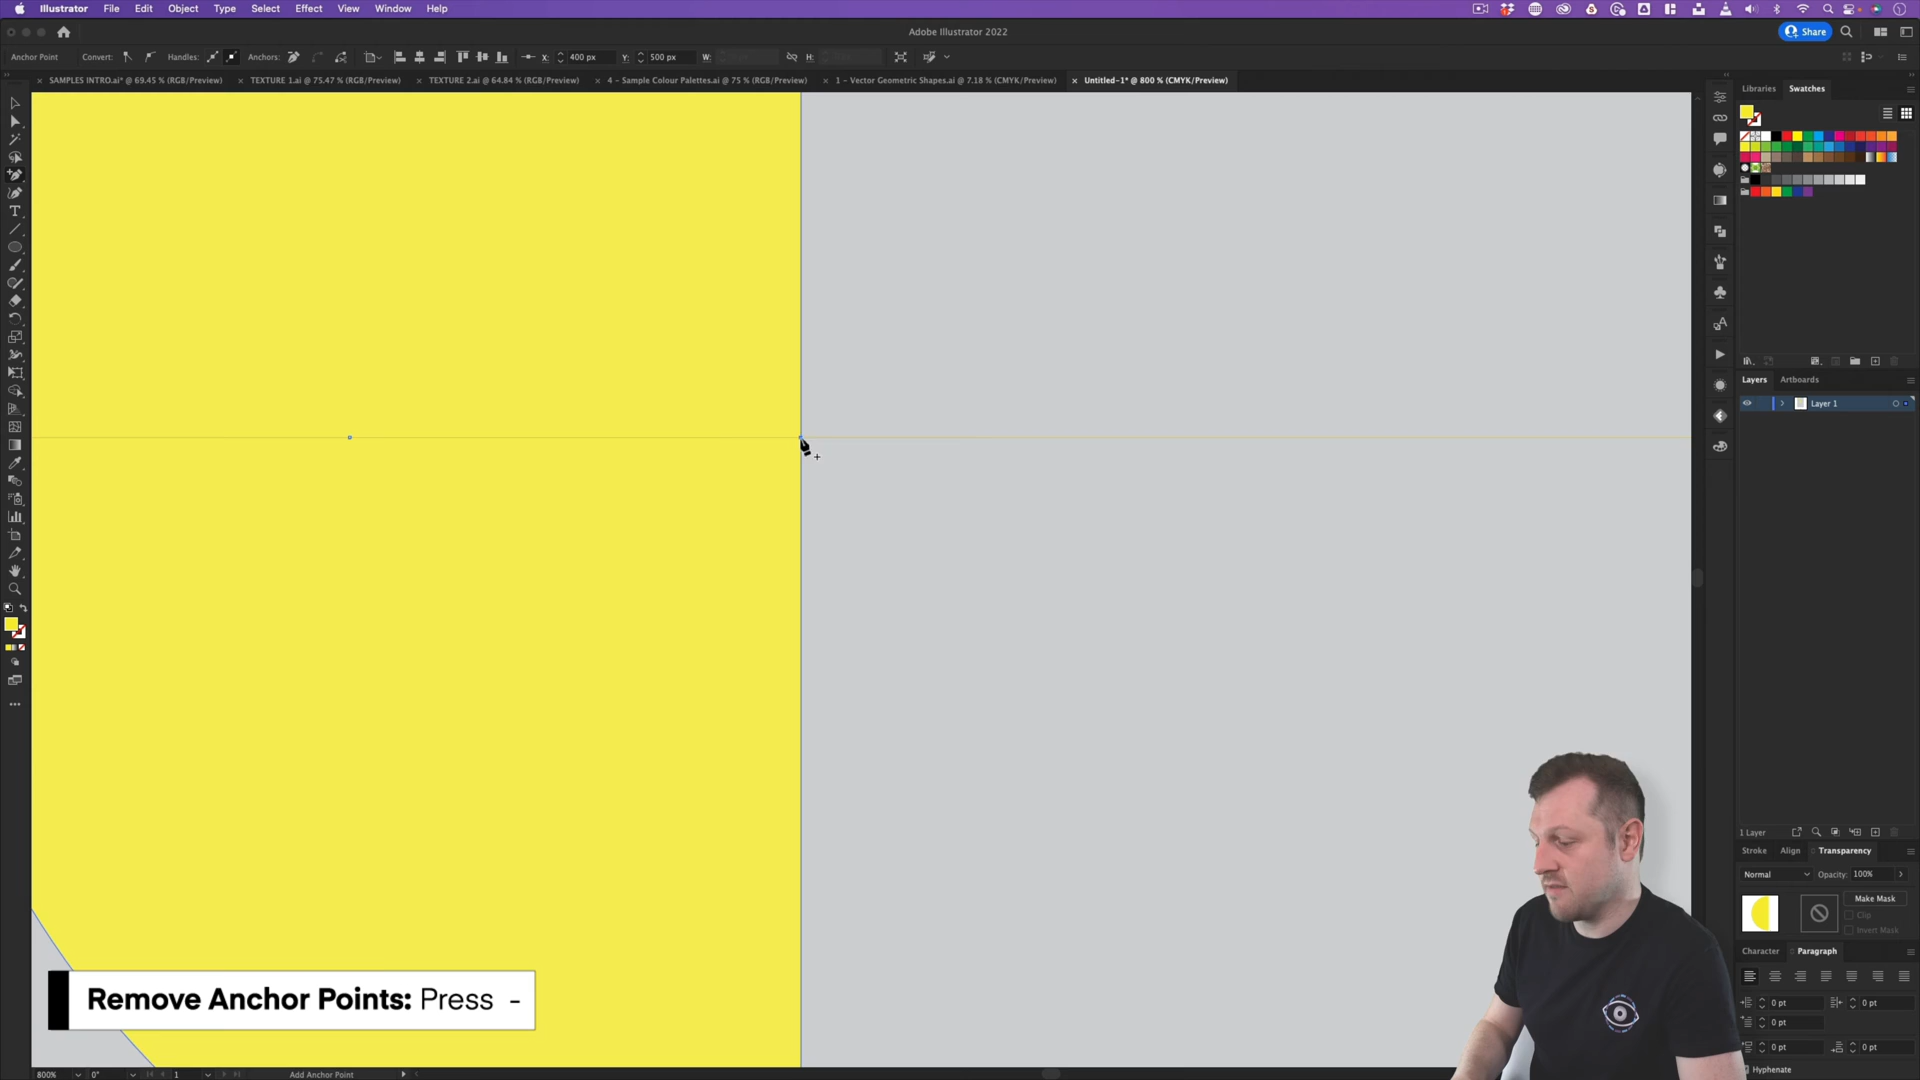 Illustrator File Edit Object Type Select Effect View Window Help
Adobe Illustrator 2022
Share
Anchor Point Convert: Handles: Anchors: X: 400 px Y: 500 px W: H:
SAMPLES INTRO.ai* @ 69.45 % (RGB/Preview) TEXTURE 1.ai @ 75.47 % (RGB/Preview) TEXTURE 2.ai @ 64.84 % (RGB/Preview) 4 - Sample Colour Palettes.ai @ 75 % (RGB/Preview) 1 - Vector Geometric Shapes.ai @ 7.18 % (CMYK/Preview) Untitled-1* @ 800 % (CMYK/Preview)
Libraries Swatches
Layers Artboards
Layer 1
1 Layer
Stroke Align Transparency
Normal Opacity: 100%
Make Mask
Clip
Invert Mask
Character Paragraph
0 pt 0 pt
0 pt
0 pt 0 pt
Hyphenate
Remove Anchor Points: Press -
800% 0° 1 Add Anchor Point